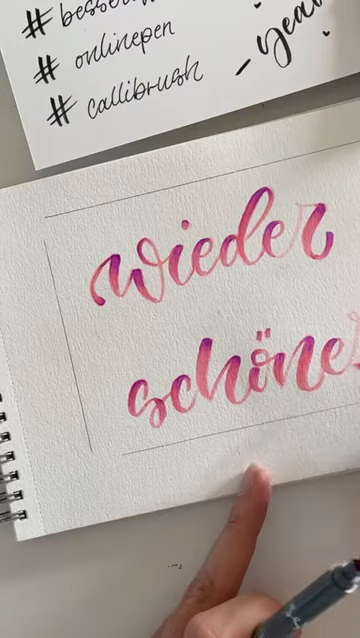 #
# onlinepen
# callibrush
wieder
schöne